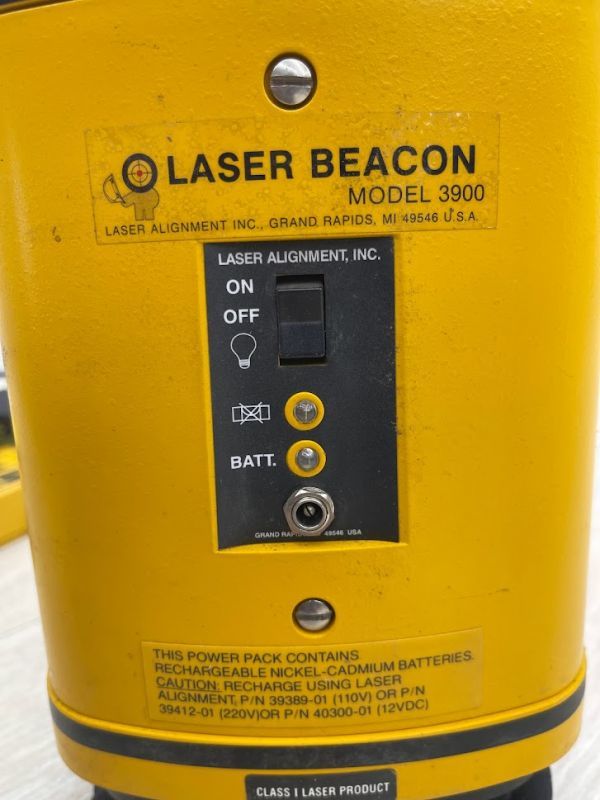 LASER BEACON
MODEL 3900
LASER ALIGNMENT INC., GRAND RAPIDS, MI 49546 U.S.A.
LASER ALIGNMENT, INC.
ON
OFF
BATT.
GRAND RAP 49546 USA
THIS POWER PACK CONTAINS
RECHARGEABLE NICKEL-CADMIUM BATTERIES.
CAUTION: RECHARGE USING LASER
ALIGNMENT, P/N 39389-01 (110V) OR P/N
39412-01 (220V)OR P/N 40300-01 (12VDC)
CLASS I LASER PRODUCT